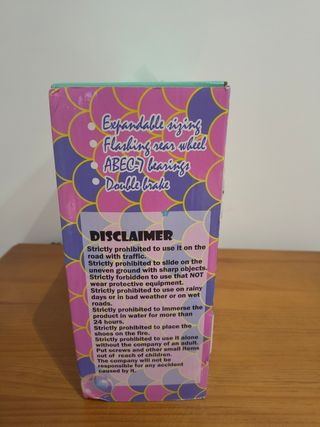 Expandable sizing
Flashing rear wheel
ABEC-7 bearings
Double brake
DISCLAIMER
Strictly prohibited to use it on the
road with traffic.
Strictly prohibited to slide on the
uneven ground with sharp objects.
Strictly forbidden to use that NOT
wear protective equipment.
Strictly prohibited to use on rainy
days or in bad weather or on wet
roads.
Strictly prohibited to immerse the
product in water for more than
24 hours.
Strictly prohibited to place the
shoes on the fire.
Strictly prohibited to use it alone
without the company of an adult.
Put screws and other small items
out of reach of children.
The company will not be
responsible for any accident
caused by it.